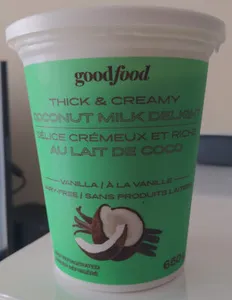 goodfood
THICK & CREAMY
COCONUT MILK DELIGHT
DÉLICE CRÉMEUX ET RICHE
AU LAIT DE COCO
VANILLA | À LA VANILLE
FREE | SANS PRODUITS
650